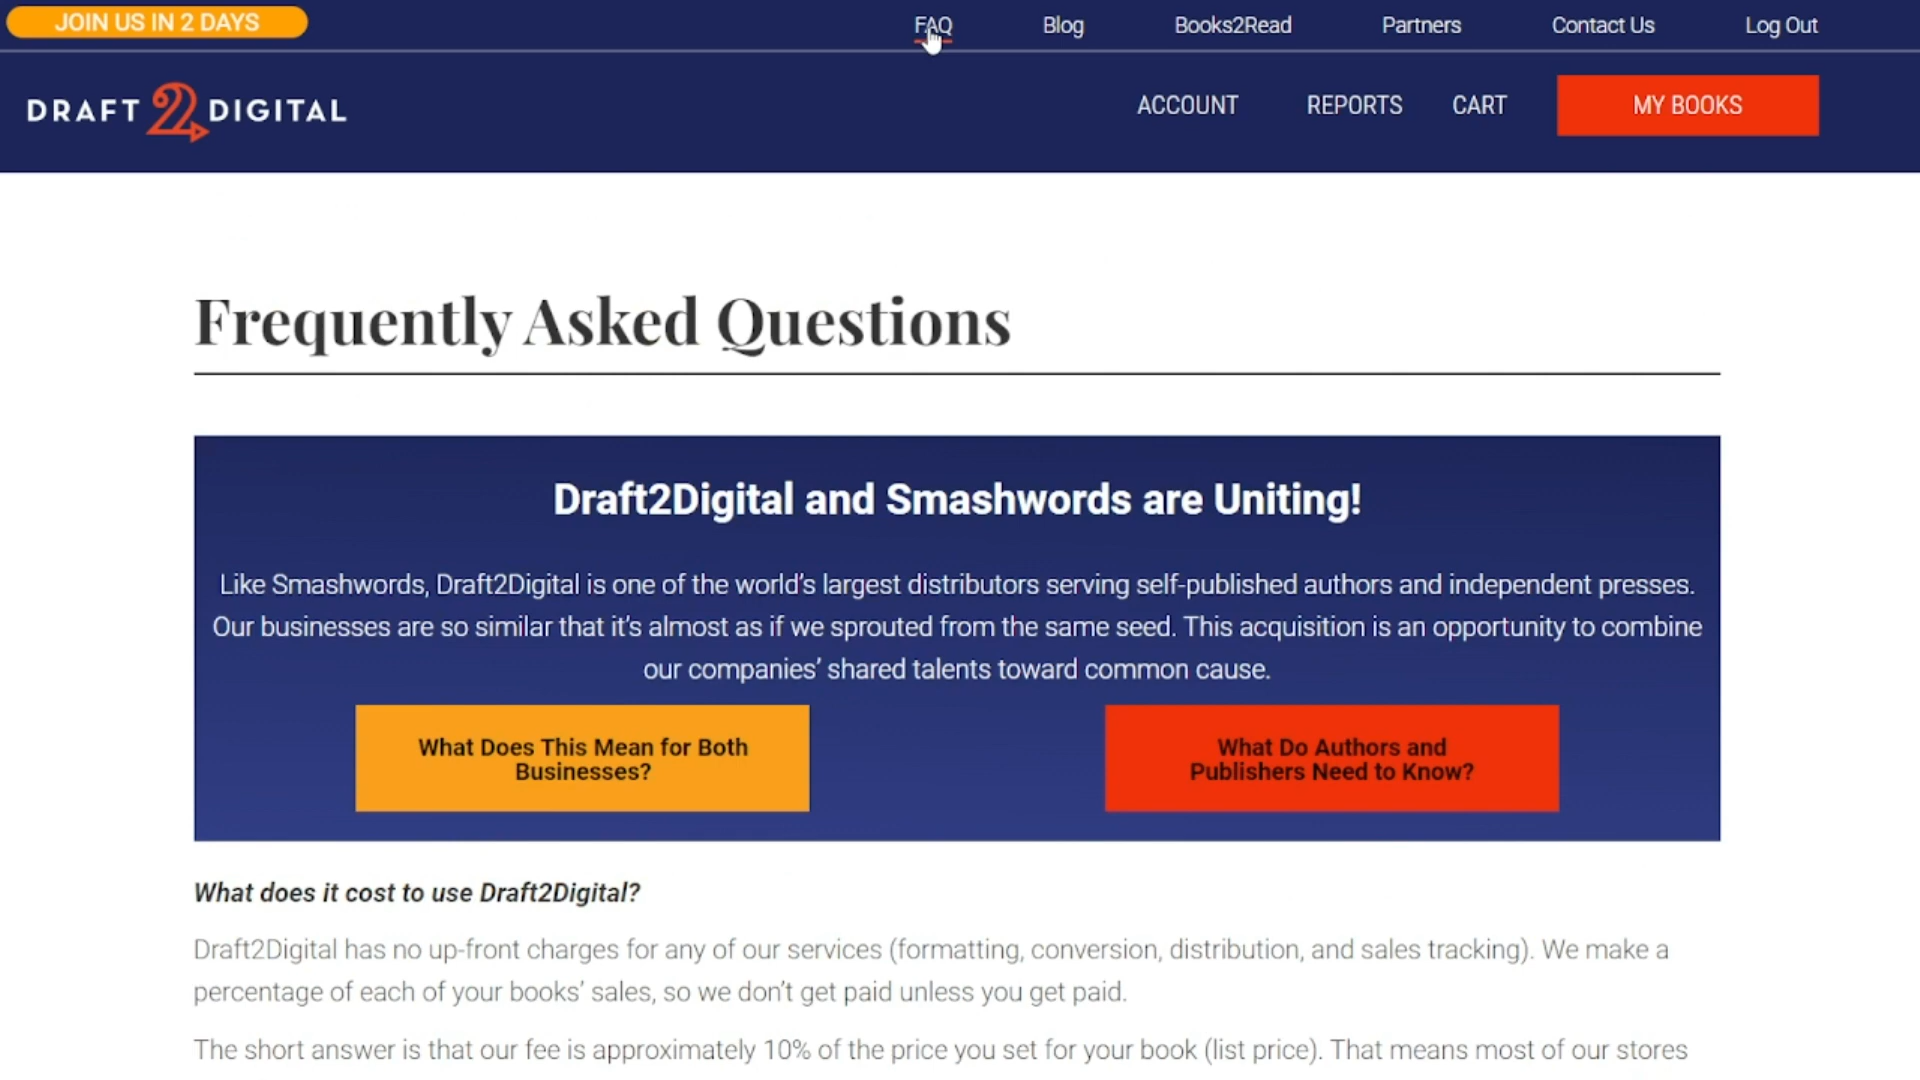 JOIN US IN 2 DAYS
FAQ Blog Books2Read Partners Contact Us Log Out
DRAFT 2 DIGITAL
ACCOUNT REPORTS CART MY BOOKS
Frequently Asked Questions
Draft2Digital and Smashwords are Uniting!
Like Smashwords, Draft2Digital is one of the world’s largest distributors serving self-published authors and independent presses.
Our businesses are so similar that it’s almost as if we sprouted from the same seed. This acquisition is an opportunity to combine
our companies’ shared talents toward common cause.
What Does This Mean for Both
Businesses?
What Do Authors and
Publishers Need to Know?
What does it cost to use Draft2Digital?
Draft2Digital has no up-front charges for any of our services (formatting, conversion, distribution, and sales tracking). We make a
percentage of each of your books’ sales, so we don’t get paid unless you get paid.
The short answer is that our fee is approximately 10% of the price you set for your book (list price). That means most of our stores